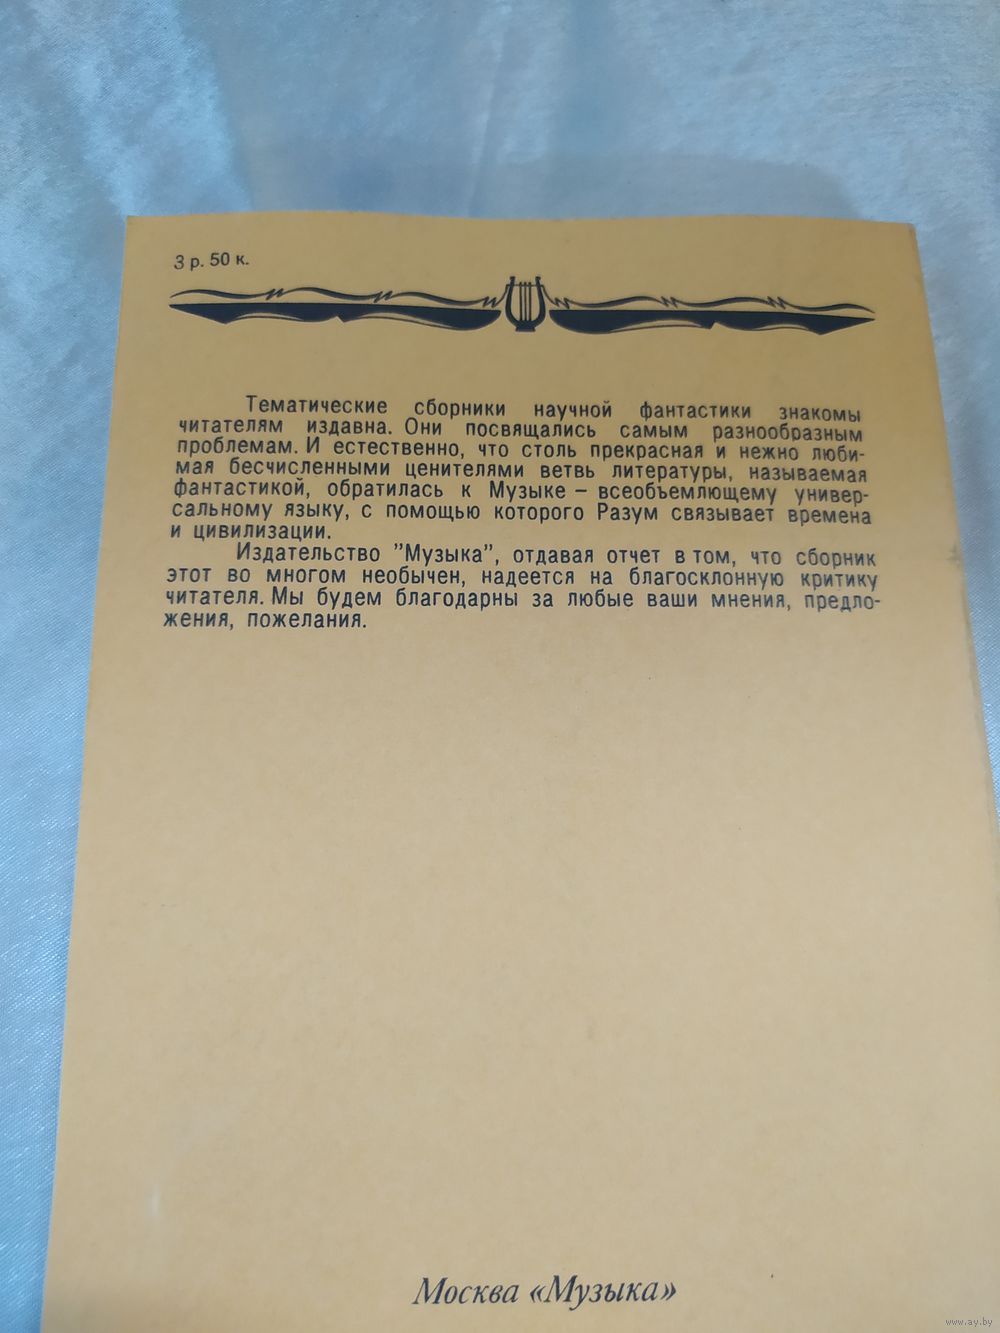 3 р. 50 к.
Тематические сборники научной фантастики знакомы
читателям издавна. Они посвящались самым разнообразным
проблемам. И естественно, что столь прекрасная и нежно люби-
мая бесчисленными ценителями ветвь литературы, называемая
фантастикой, обратилась к Музыке – всеобъемлющему универ-
сальному языку, с помощью которого Разум связывает времена
и цивилизации.
Издательство "Музыка", отдавая отчет в том, что сборник
этот во многом необычен, надеется на благосклонную критику
читателя. Мы будем благодарны за любые ваши мнения, предло-
жения, пожелания.
Москва «Музыка»
www.ay.by